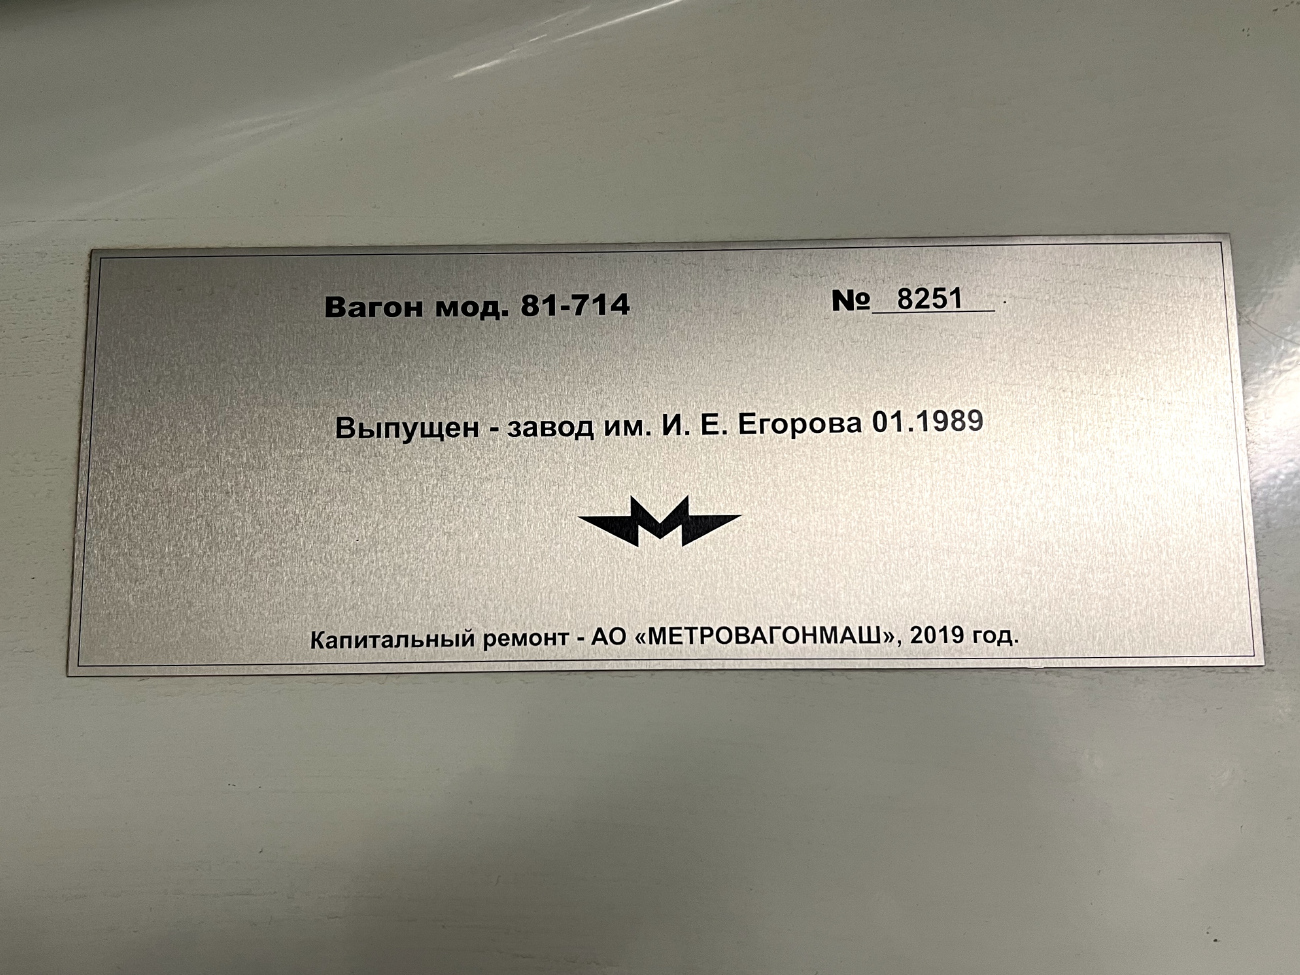 Вагон мод. 81-714 № 8251
Выпущен - завод им. И. Е. Егорова 01.1989
Капитальный ремонт - АО «МЕТРОВАГОНМАШ», 2019 год.